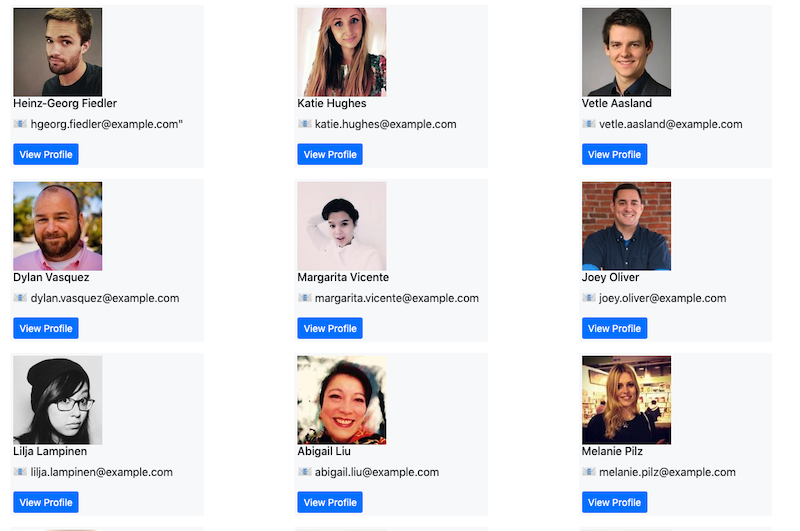 Heinz-Georg Fiedler
hgeorg.fiedler@example.com"
View Profile
Katie Hughes
katie.hughes@example.com
View Profile
Vetle Aasland
vetle.aasland@example.com
View Profile
Dylan Vasquez
dylan.vasquez@example.com
View Profile
Margarita Vicente
margarita.vicente@example.com
View Profile
Joey Oliver
joey.oliver@example.com
View Profile
Lilja Lampinen
lilja.lampinen@example.com
View Profile
Abigail Liu
abigail.liu@example.com
View Profile
Melanie Pilz
melanie.pilz@example.com
View Profile